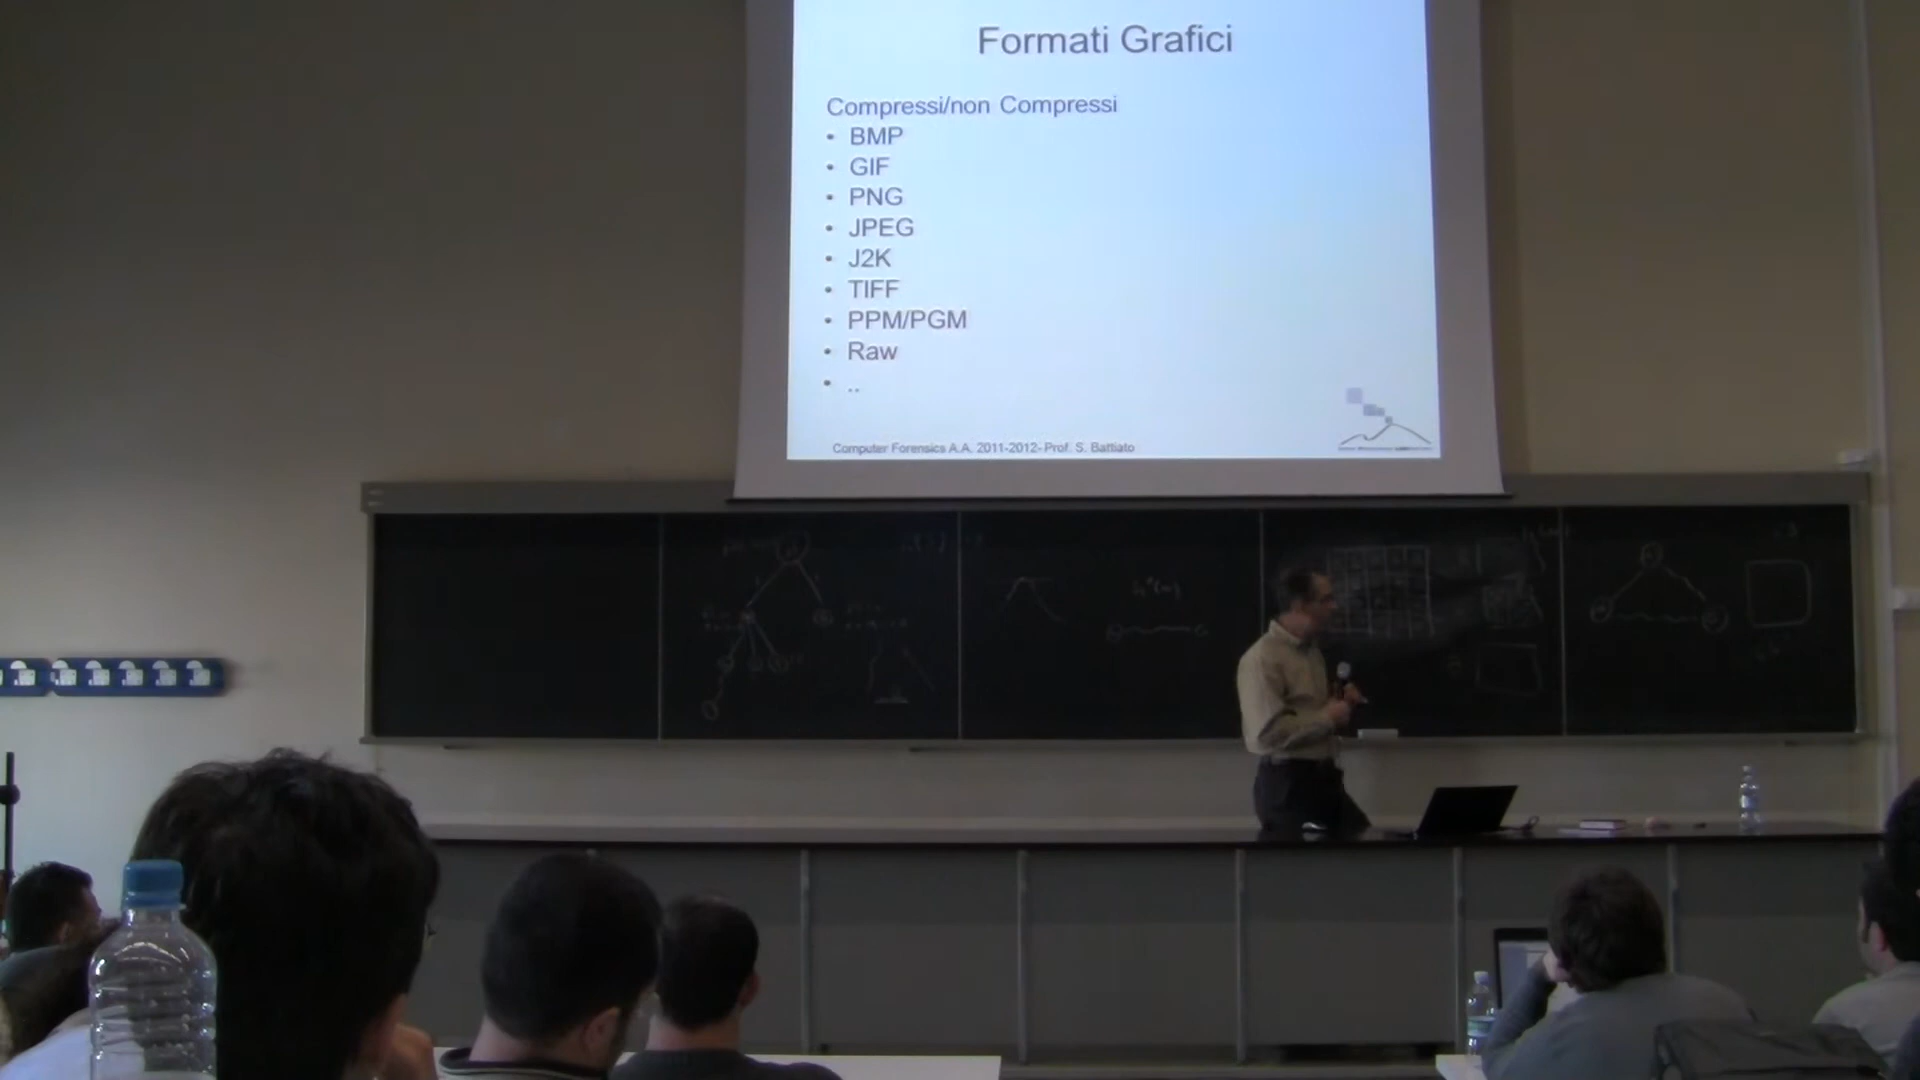 Formati Grafici
Compressi/non Compressi
• BMP
• GIF
• PNG
• JPEG
• J2K
• TIFF
• PPM/PGM
• Raw
• ..
Computer Forensics A.A. 2011-2012- Prof. S. Battiato